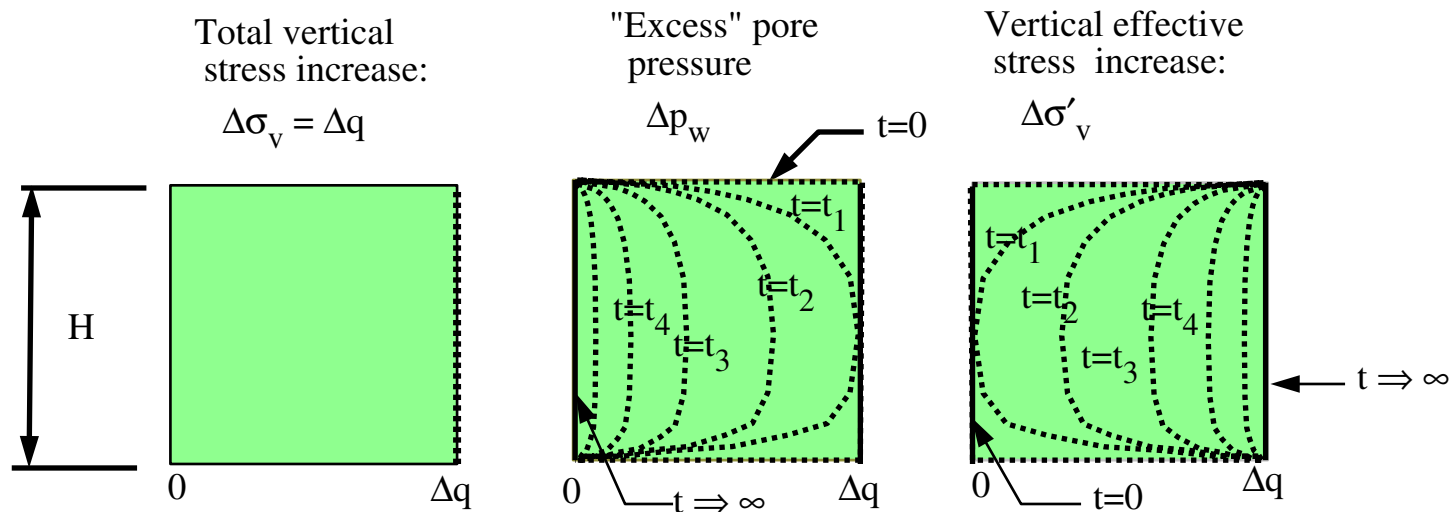 Total vertical
stress increase:
Δσ_v = Δq
"Excess" pore
pressure
Δp_w
t=0
Vertical effective
stress increase:
Δσ′_v
H
t=t_1
t=t_2
t=t_3
t=t_4
0
Δq
0
t ⇒ ∞
Δq
t=t_1
t=t_2
t=t_3
t=t_4
t ⇒ ∞
0
t=0
Δq